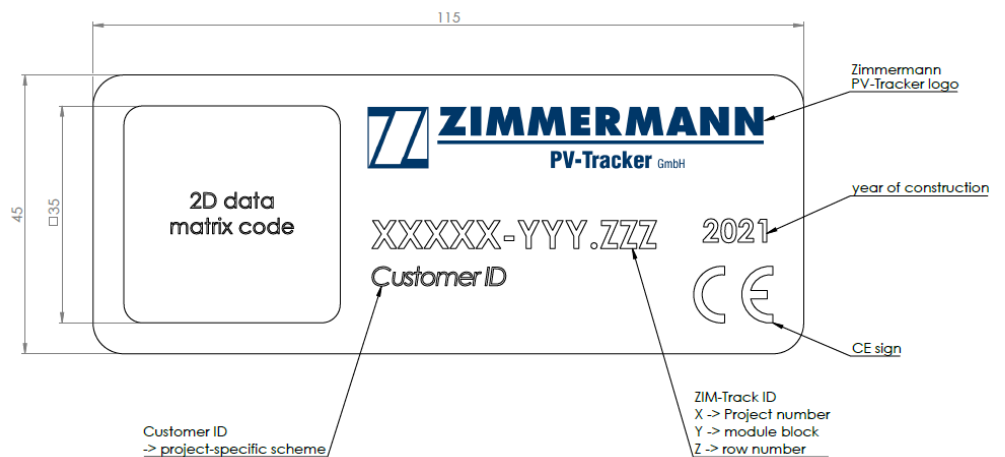 115
Zimmermann
PV-Tracker logo
ZIMMERMANN
PV-Tracker GmbH
45
□35
2D data
matrix code
year of construction
XXXXX-YYY.ZZZ 2021
Customer ID
CE
CE sign
Customer ID
-> project-specific scheme
ZIM-Track ID
X -> Project number
Y -> module block
Z -> row number